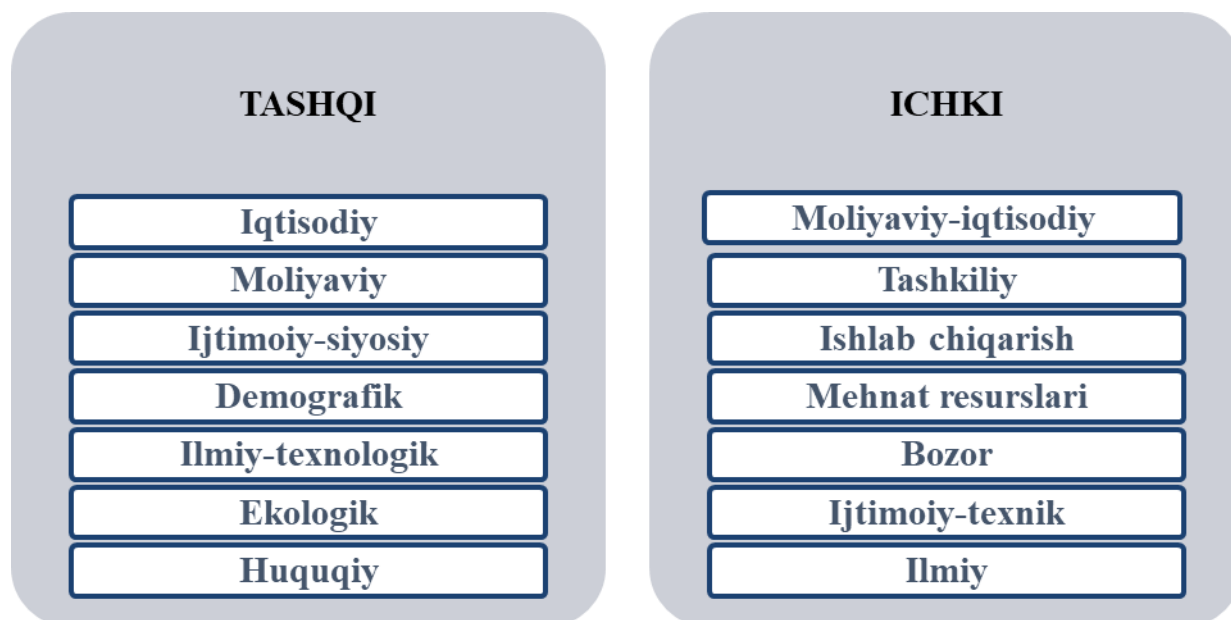 TASHQI
Iqtisodiy
Moliyaviy
Ijtimoiy-siyosiy
Demografik
Ilmiy-texnologik
Ekologik
Huquqiy
ICHKI
Moliyaviy-iqtisodiy
Tashkiliy
Ishlab chiqarish
Mehnat resurslari
Bozor
Ijtimoiy-texnik
Ilmiy